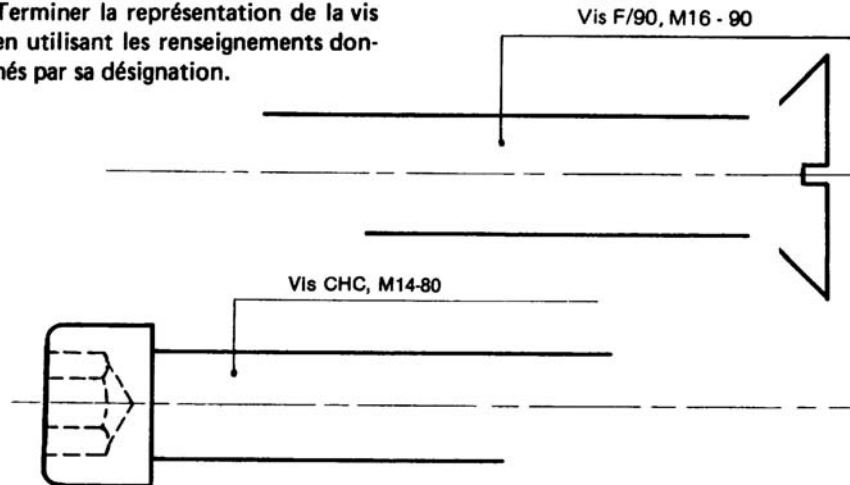 Terminer la représentation de la vis
en utilisant les renseignements don-
nés par sa désignation.
Vis F/90, M16 - 90
Vis CHC, M14-80